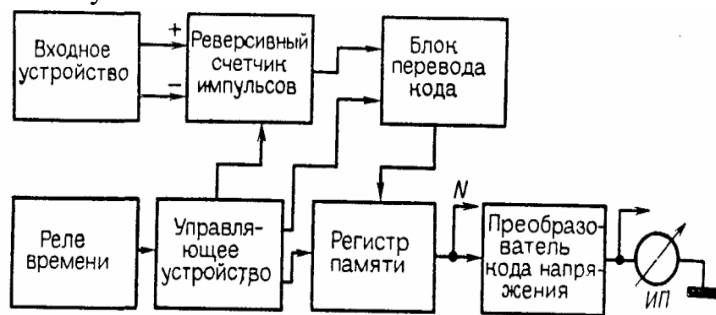 Входное
устройство
+
−
Реверсивный
счетчик
импульсов
Блок
перевода
кода
Реле
времени
Управля-
ющее
устройство
Регистр
памяти
N
Преобразо-
ватель
кода напря-
жения
ИП